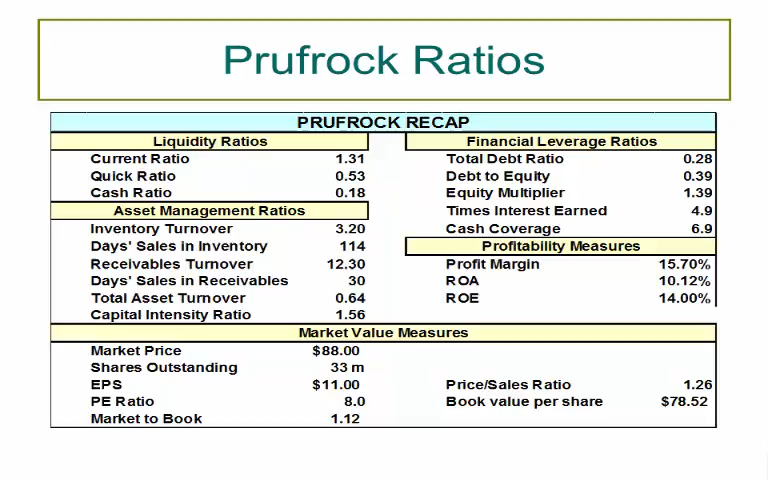 Prufrock Ratios
PRUFROCK RECAP
Liquidity Ratios
Current Ratio 1.31
Quick Ratio 0.53
Cash Ratio 0.18
Asset Management Ratios
Inventory Turnover 3.20
Days' Sales in Inventory 114
Receivables Turnover 12.30
Days' Sales in Receivables 30
Total Asset Turnover 0.64
Capital Intensity Ratio 1.56
Financial Leverage Ratios
Total Debt Ratio 0.28
Debt to Equity 0.39
Equity Multiplier 1.39
Times Interest Earned 4.9
Cash Coverage 6.9
Profitability Measures
Profit Margin 15.70%
ROA 10.12%
ROE 14.00%
Market Value Measures
Market Price $88.00
Shares Outstanding 33 m
EPS $11.00
PE Ratio 8.0
Market to Book 1.12
Price/Sales Ratio 1.26
Book value per share $78.52